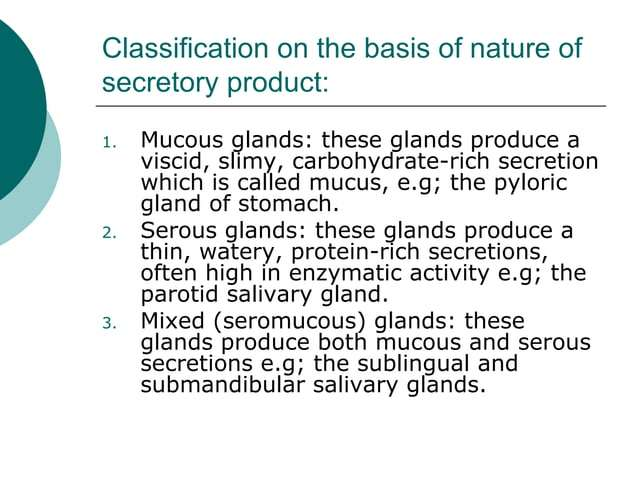 Classification on the basis of nature of
secretory product:
1. Mucous glands: these glands produce a
viscid, slimy, carbohydrate-rich secretion
which is called mucus, e.g; the pyloric
gland of stomach.
2. Serous glands: these glands produce a
thin, watery, protein-rich secretions,
often high in enzymatic activity e.g; the
parotid salivary gland.
3. Mixed (seromucous) glands: these
glands produce both mucous and serous
secretions e.g; the sublingual and
submandibular salivary glands.